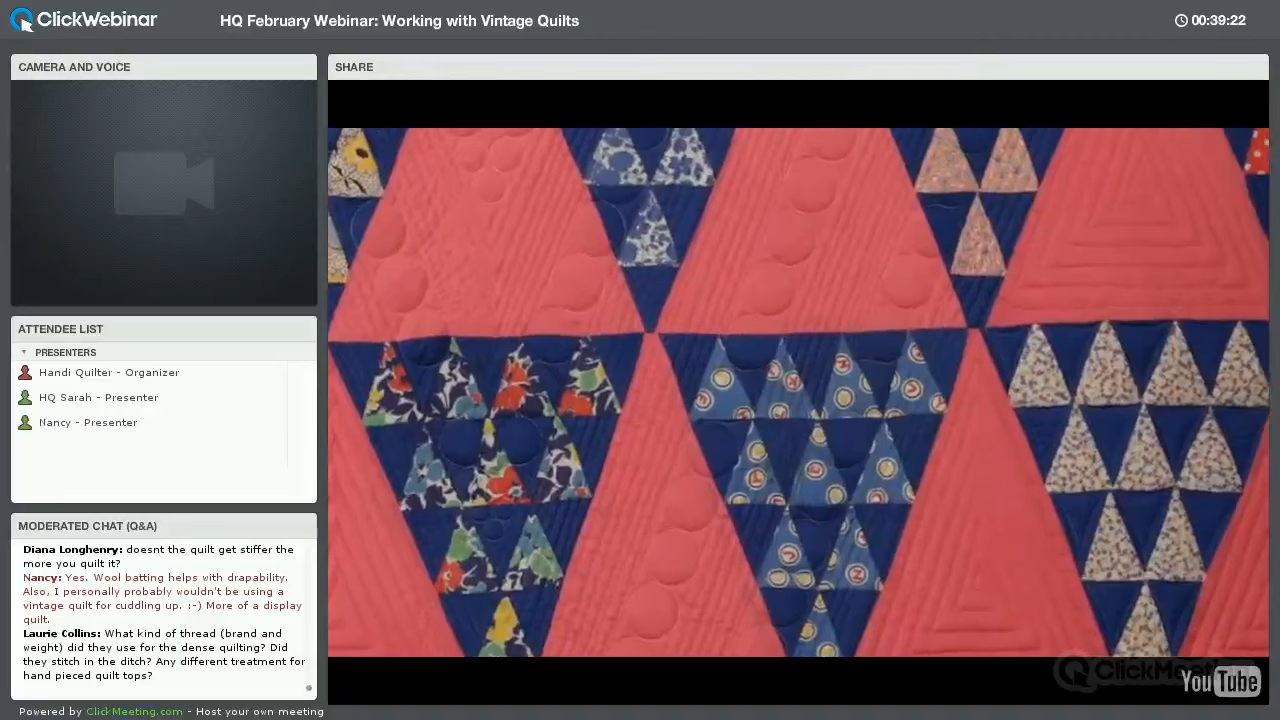 ClickWebinar
HQ February Webinar: Working with Vintage Quilts
00:39:22
CAMERA AND VOICE
SHARE
ATTENDEE LIST
PRESENTERS
Handi Quilter - Organizer
HQ Sarah - Presenter
Nancy - Presenter
MODERATED CHAT (Q&A)
Diana Longhenry: doesnt the quilt get stiffer the
more you quilt it?
Nancy: Yes. Wool batting helps with drapability.
Also, I personally probably wouldn't be using a
vintage quilt for cuddling up. :-) More of a display
quilt.
Laurie Collins: What kind of thread (brand and
weight) did they use for the dense quilting? Did
they stitch in the ditch? Any different treatment for
hand pieced quilt tops?
ClickMeeting
YouTube
Powered by ClickMeeting.com - Host your own meeting